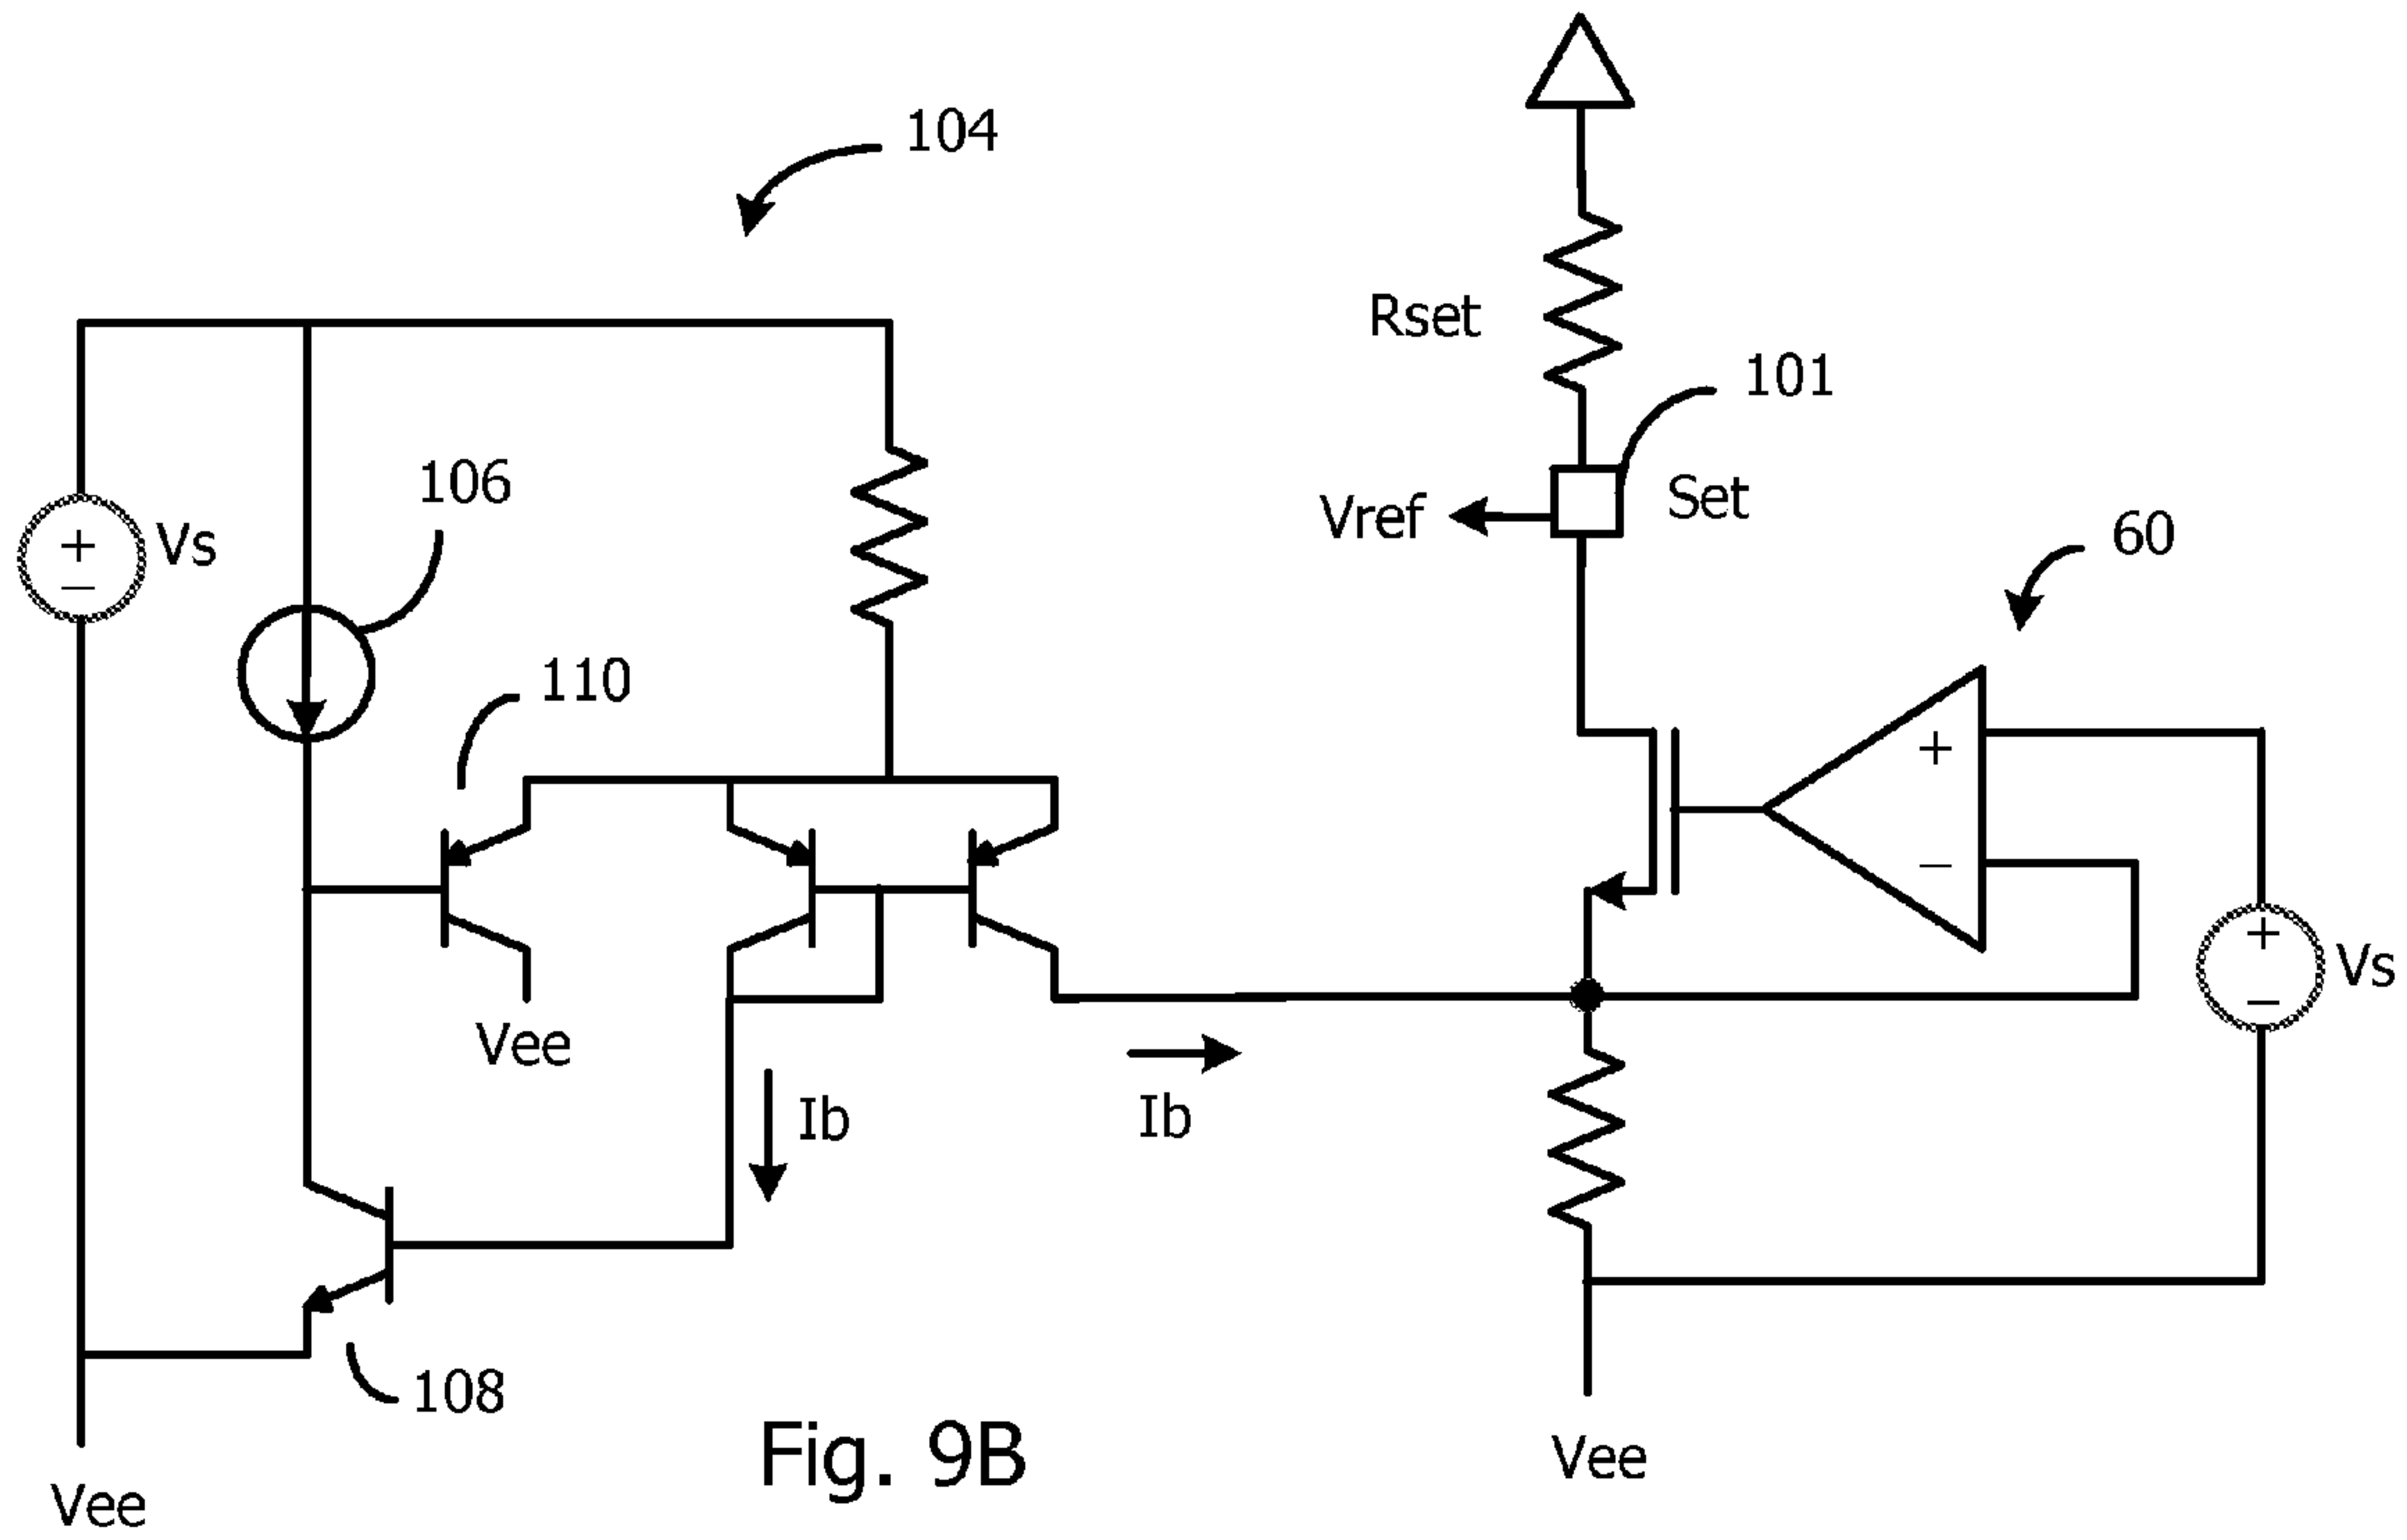 104
Rset
101
106
Vref
Set
60
+
−
Vs
110
+
−
+
−
Vs
Vee
Ib
Ib
108
Fig. 9B
Vee
Vee